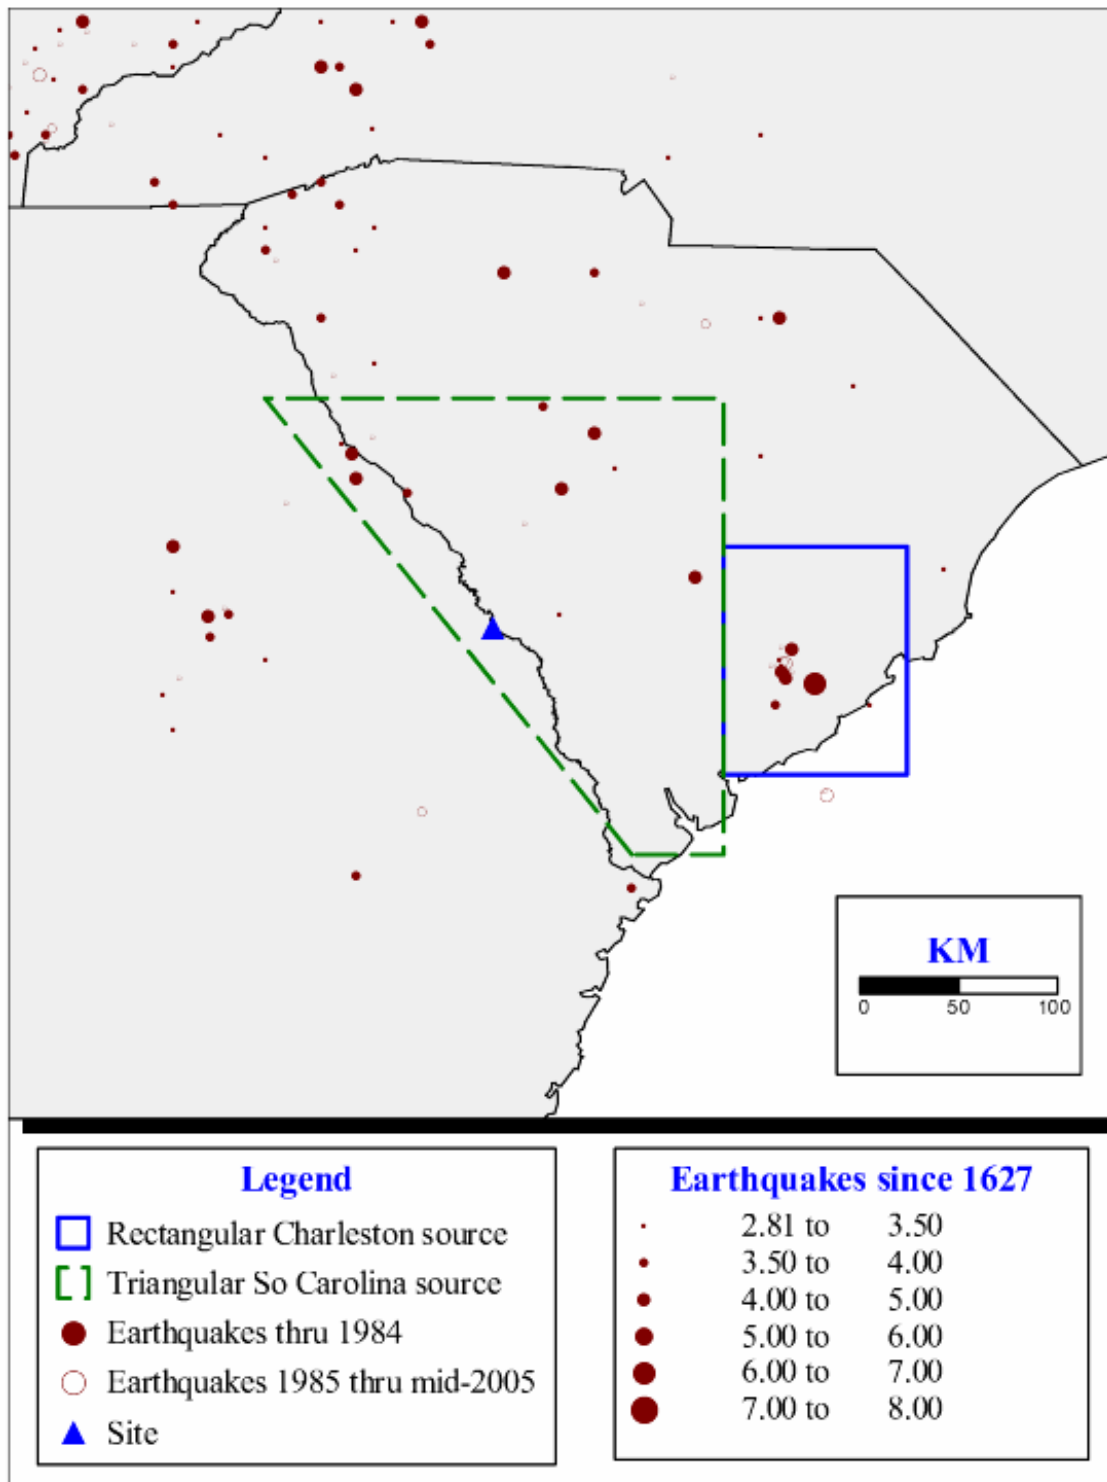 KM
0 50 100
Legend
Rectangular Charleston source
Triangular So Carolina source
Earthquakes thru 1984
Earthquakes 1985 thru mid-2005
Site
Earthquakes since 1627
2.81 to 3.50
3.50 to 4.00
4.00 to 5.00
5.00 to 6.00
6.00 to 7.00
7.00 to 8.00